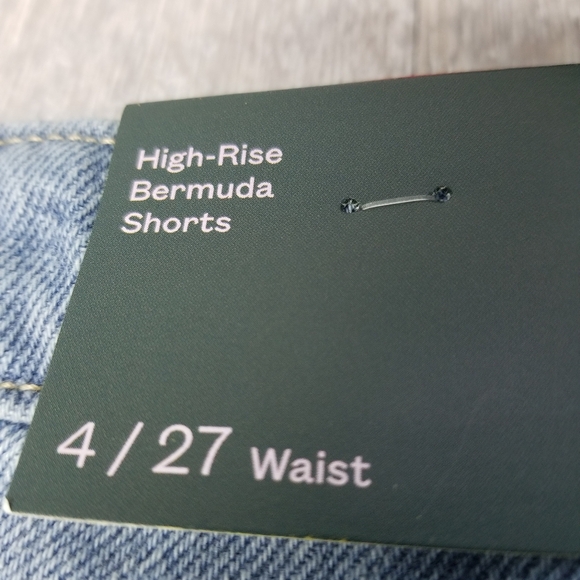 High-Rise
Bermuda
Shorts
4 / 27 Waist